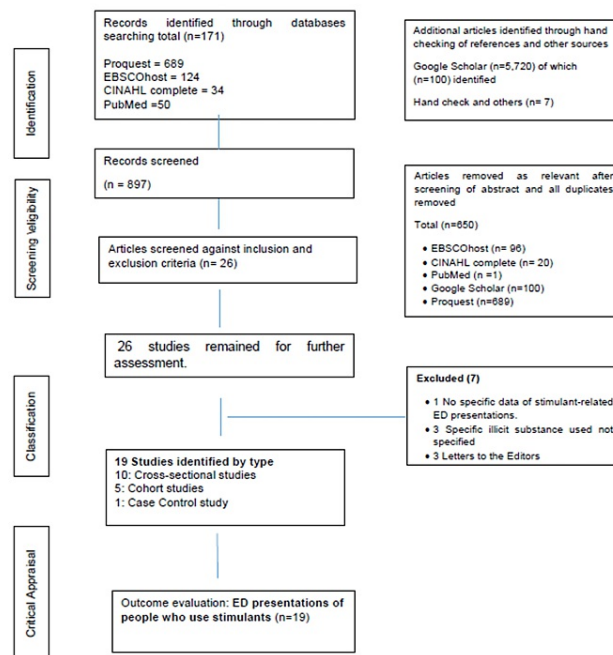 Identification
Records identified through databases
searching total (n=171)
Proquest = 689
EBSCOhost = 124
CINAHL complete = 34
PubMed =50
Additional articles identified through hand
checking of references and other sources
Google Scholar (n=5,720) of which
(n=100) identified
Hand check and others (n= 7)
Screening \eligibility
Records screened
(n = 897)
Articles removed as relevant after
screening of abstract and all duplicates
removed
Total (n=650)
• EBSCOhost (n= 96)
• CINAHL complete (n= 20)
• PubMed (n =1)
• Google Scholar (n=100)
• Proquest (n=689)
Articles screened against inclusion and
exclusion criteria (n= 26)
26 studies remained for further
assessment.
Classification
Excluded (7)
• 1 No specific data of stimulant-related
ED presentations.
• 3 Specific illicit substance used not
specified
• 3 Letters to the Editors
19 Studies identified by type
10: Cross-sectional studies
5: Cohort studies
1: Case Control study
Critical Appraisal
Outcome evaluation: ED presentations of
people who use stimulants (n=19)